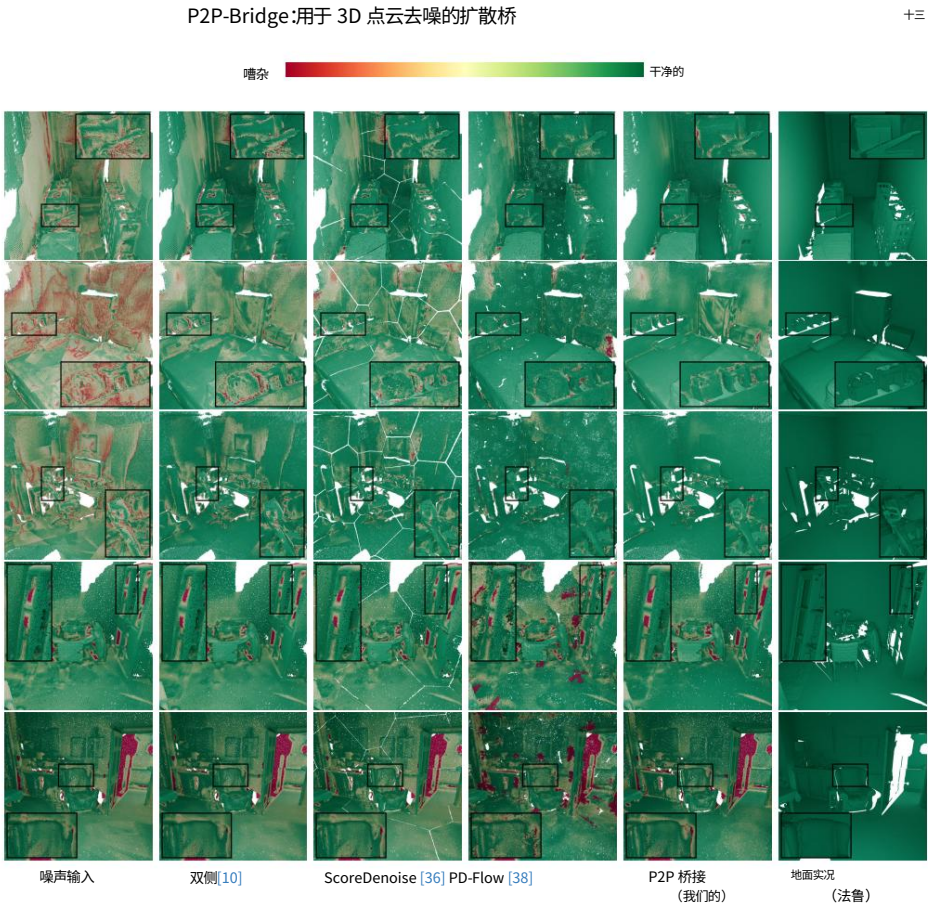 P2P-Bridge:用于 3D 点云去噪的扩散桥 十三
嘈杂 干净的
噪声输入 双侧[10] ScoreDenoise [36] PD-Flow [38] P2P 桥接 地面实况
（我们的） （法鲁）